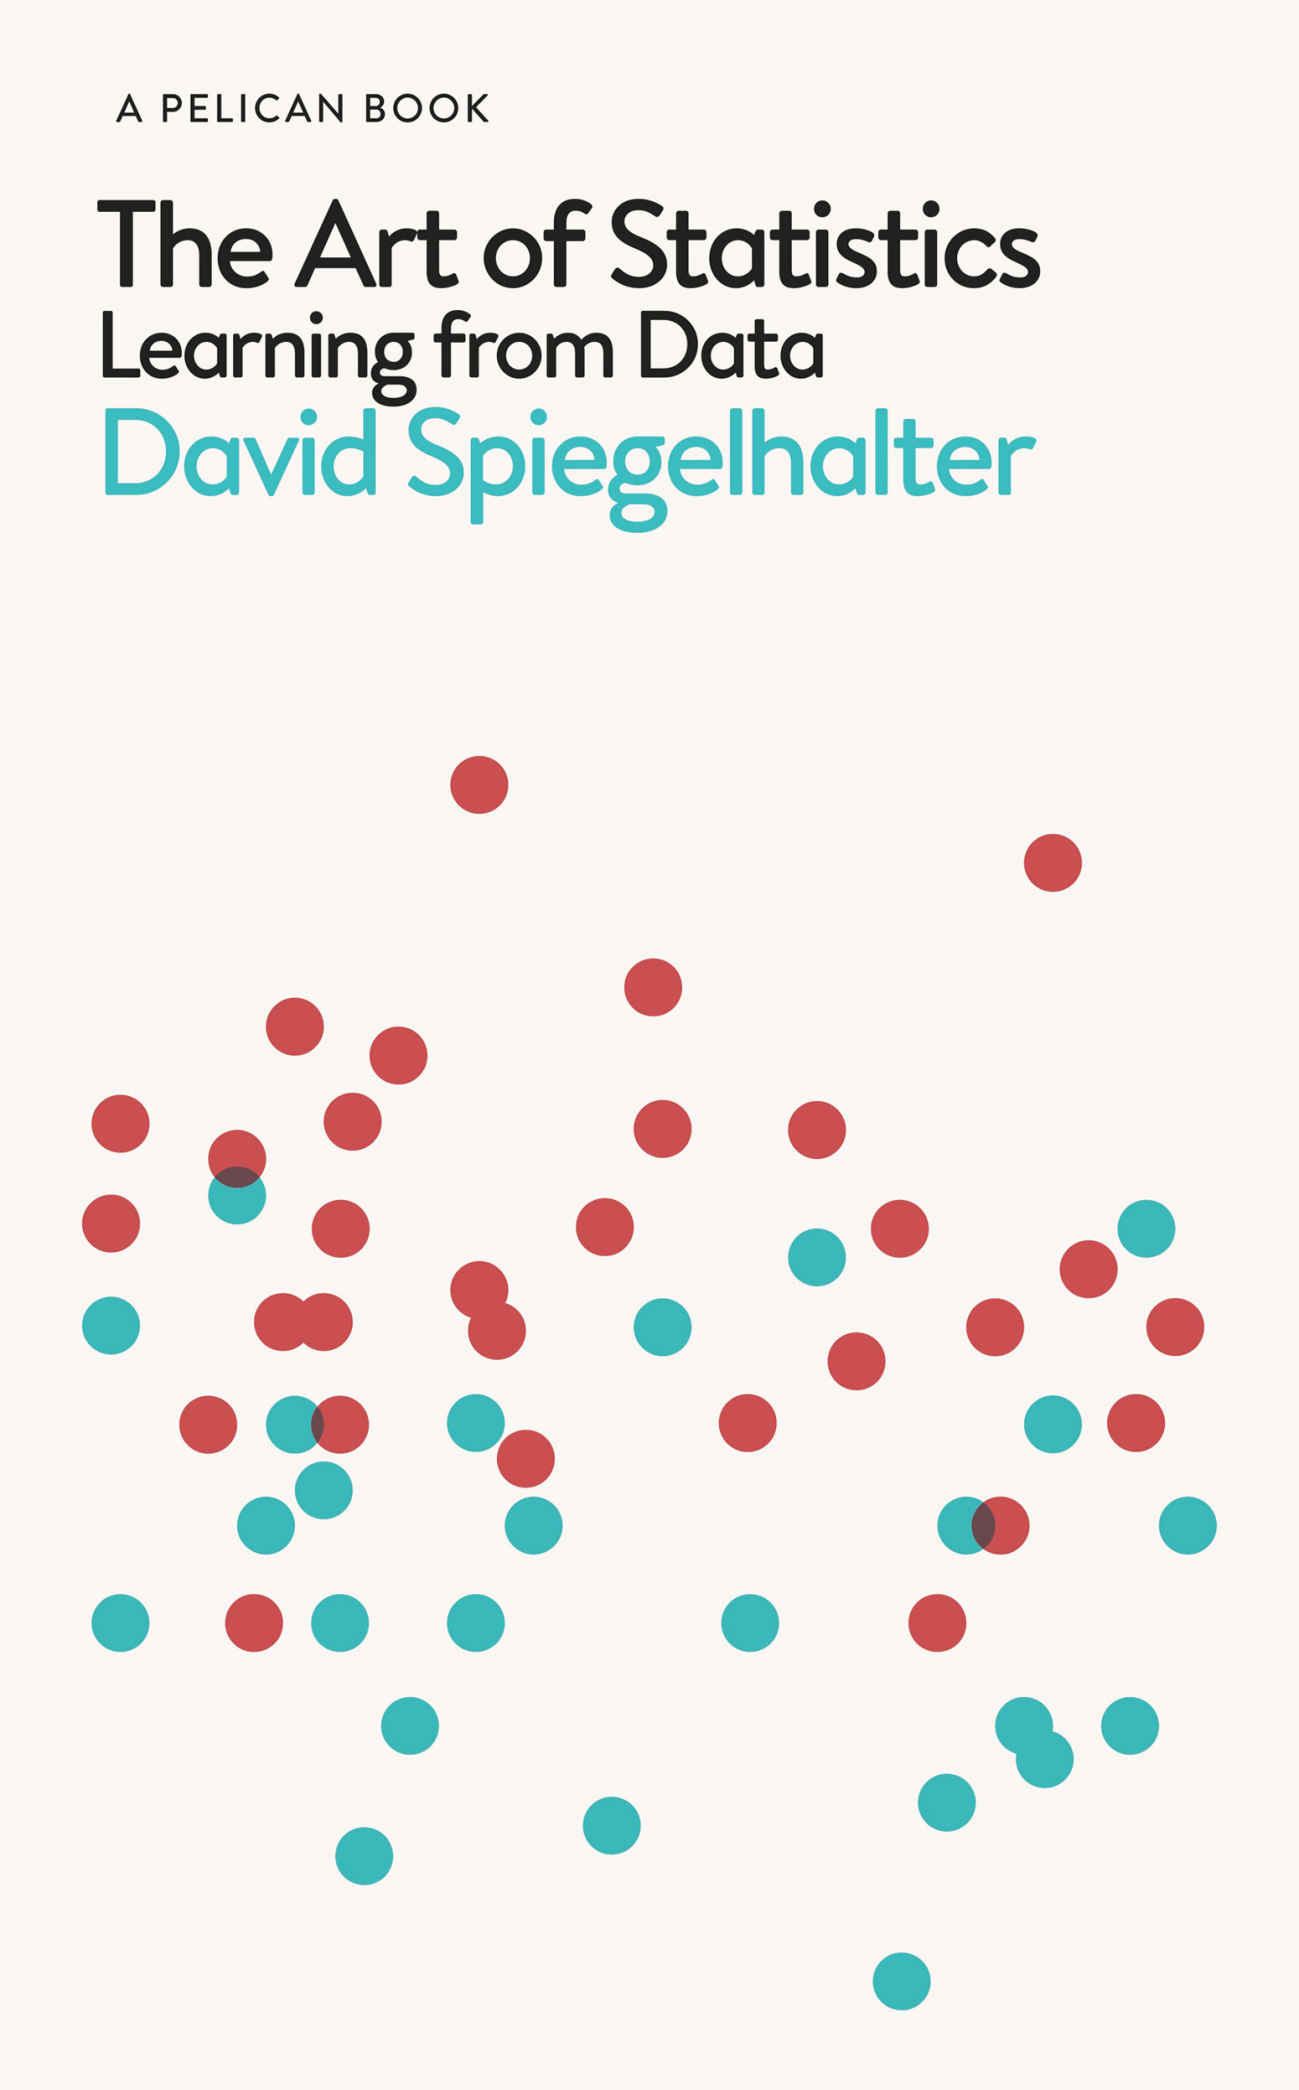 A PELICAN BOOK
The Art of Statistics
Learning from Data
David Spiegelhalter